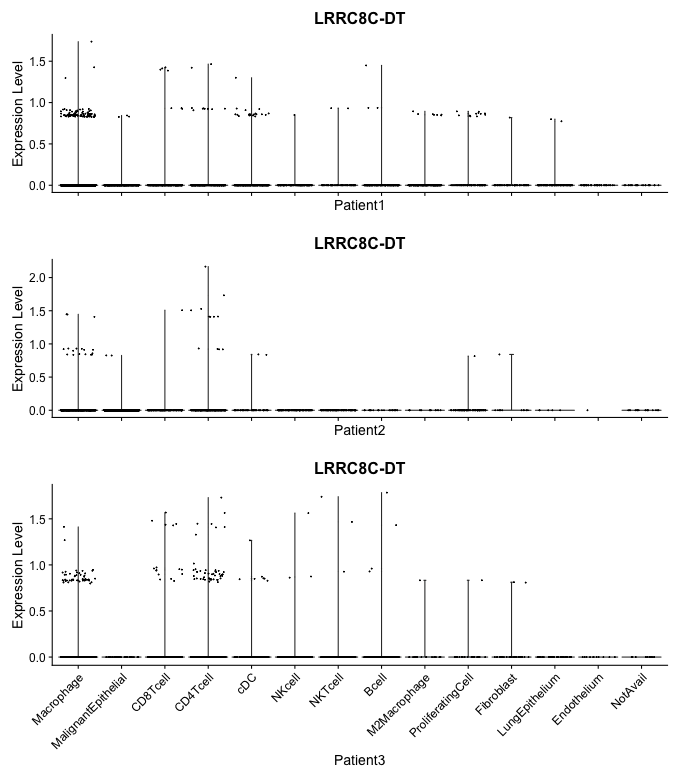 LRRC8C-DT
Expression Level
1.5
1.0
0.5
0.0
Patient1
LRRC8C-DT
Expression Level
2.0
1.5
1.0
0.5
0.0
Patient2
LRRC8C-DT
Expression Level
1.5
1.0
0.5
0.0
Macrophage
MalignantEpithelial
CD8Tcell
CD4Tcell
cDC
NKcell
NKTcell
Bcell
M2Macrophage
ProliferatingCell
Fibroblast
LungEpithelium
Endothelium
NotAvail
Patient3